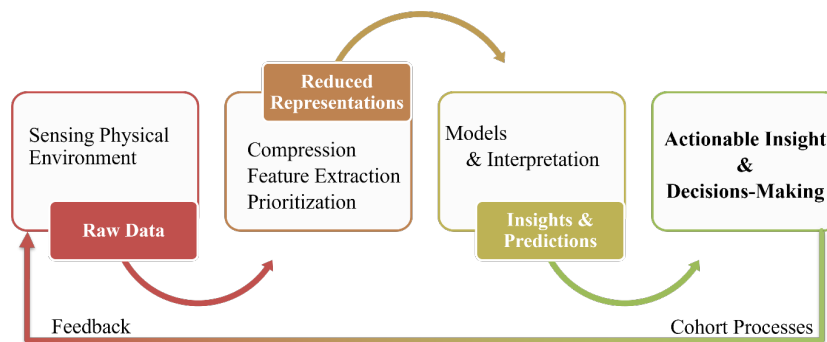 Sensing Physical
Environment
Raw Data
Reduced
Representations
Compression
Feature Extraction
Prioritization
Models
& Interpretation
Insights &
Predictions
Actionable Insight
&
Decisions-Making
Feedback
Cohort Processes